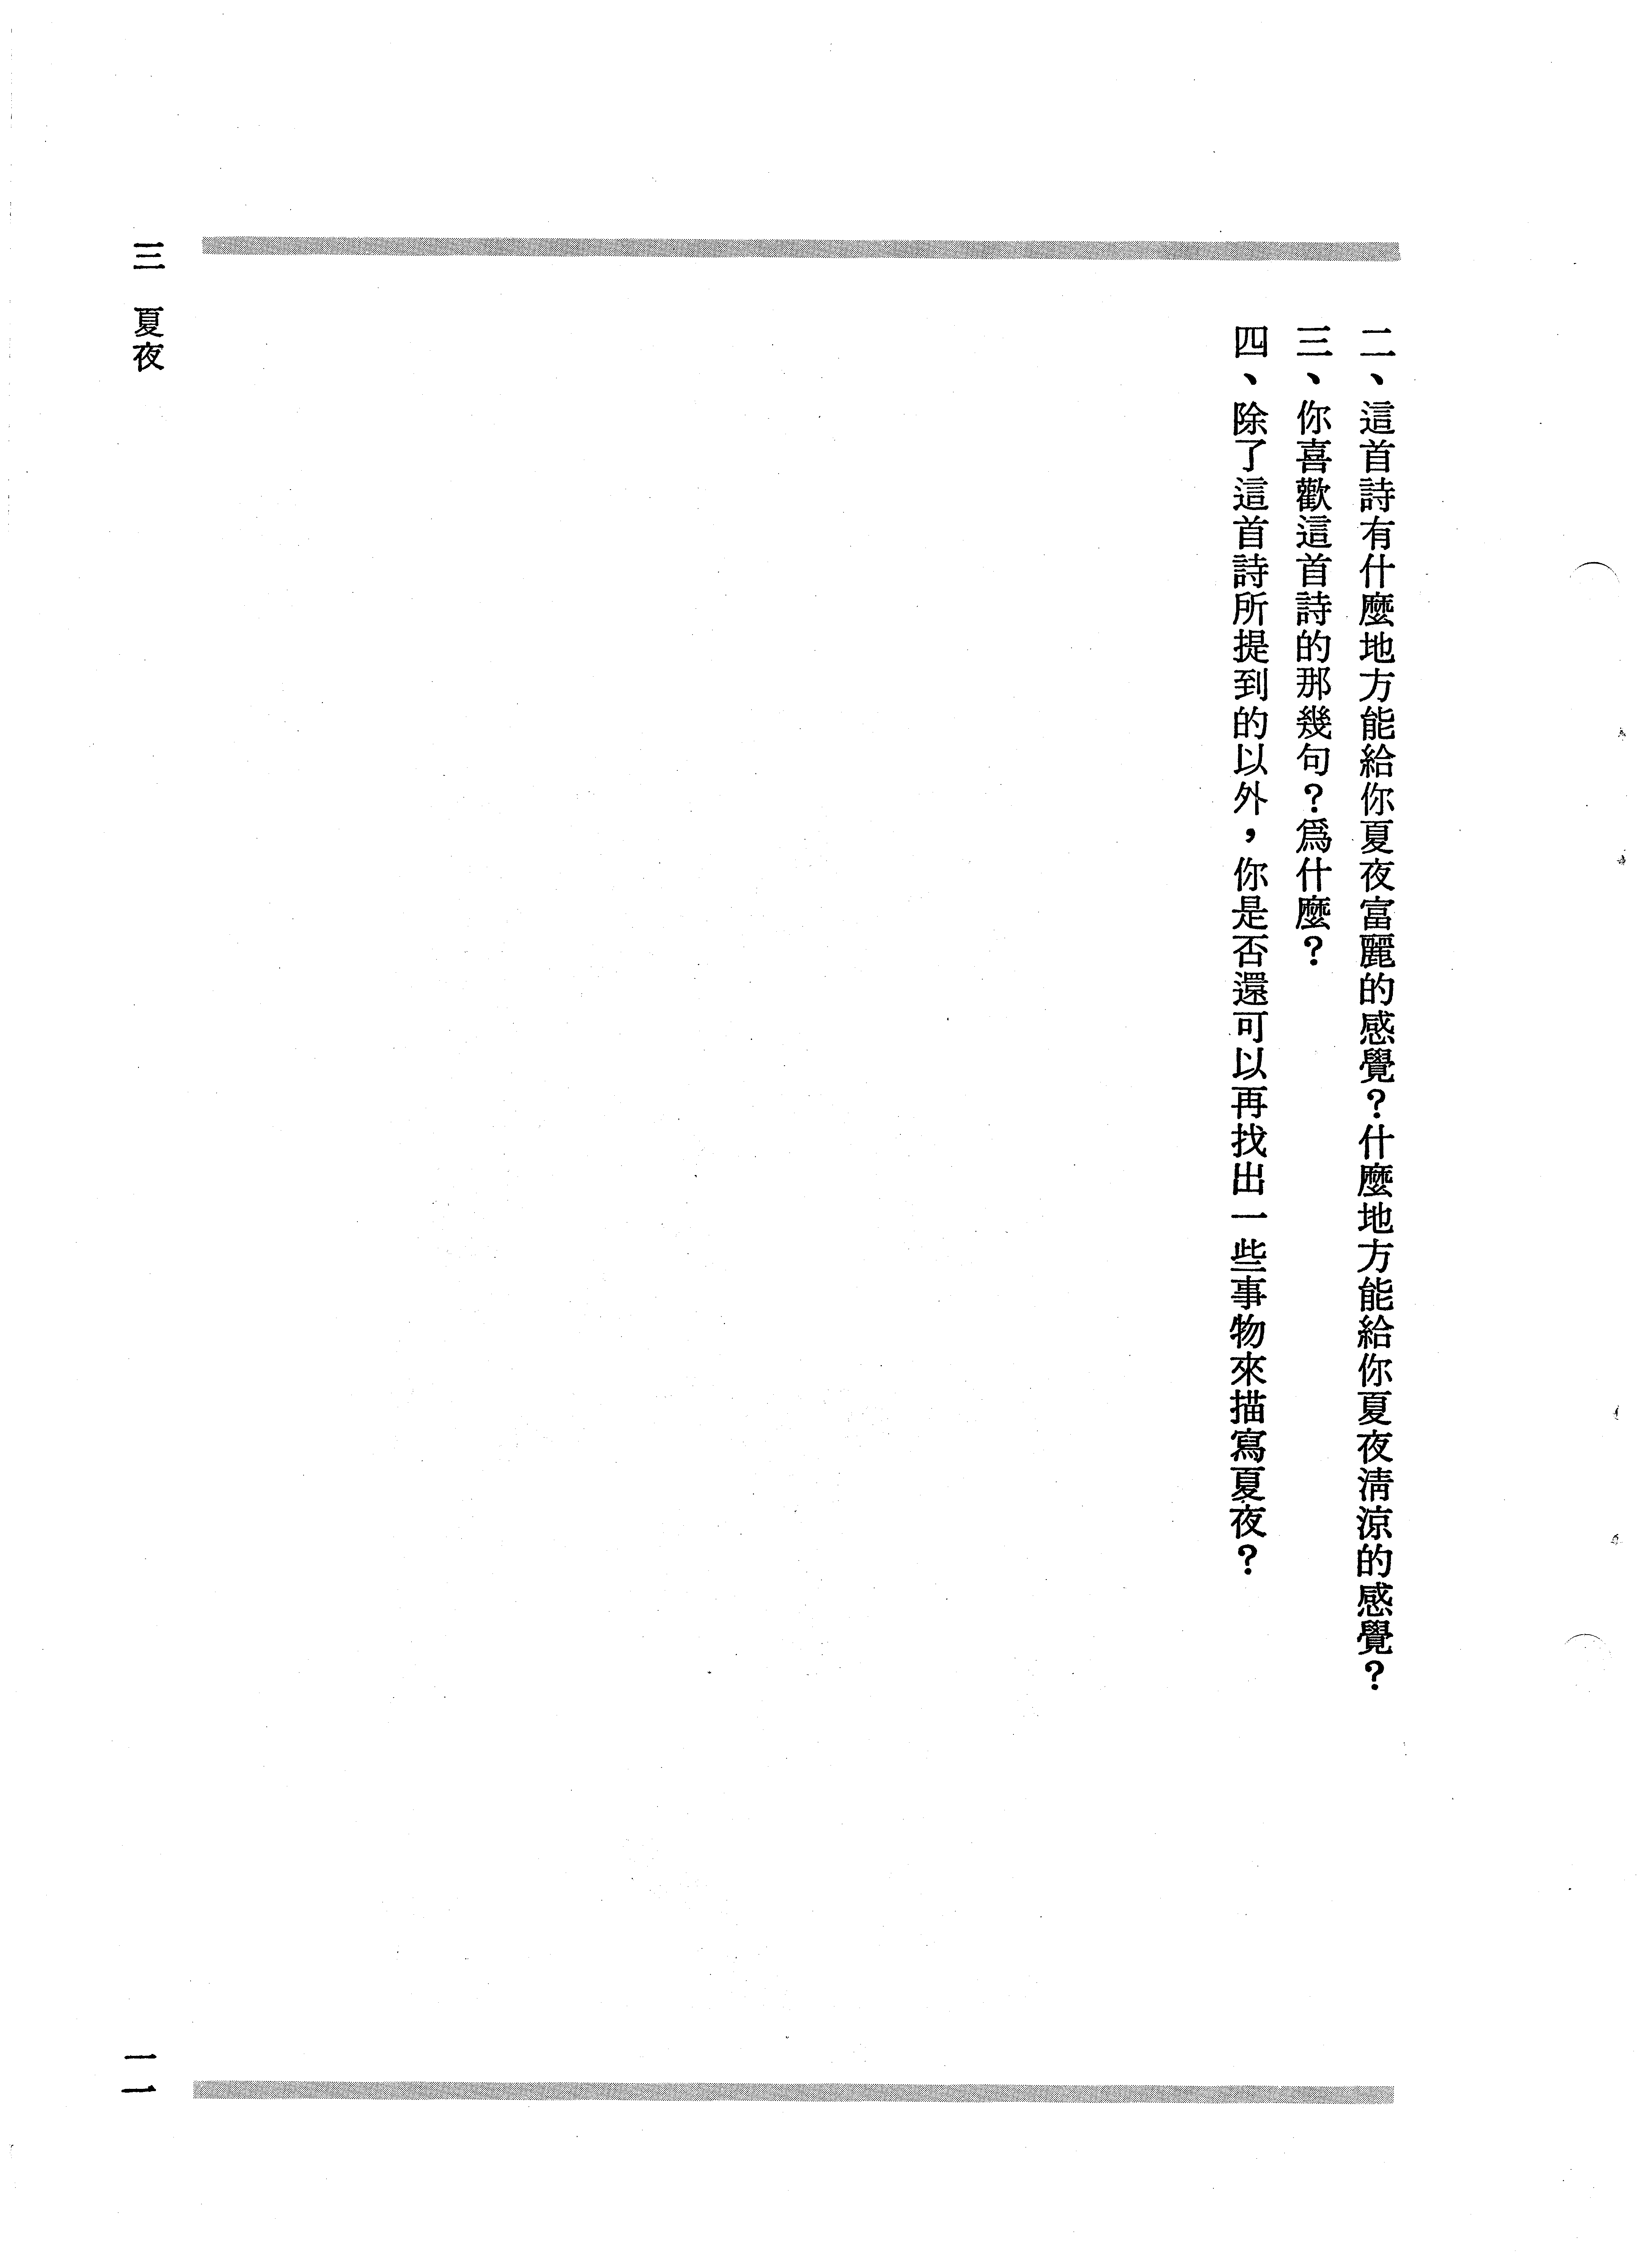 二、這首詩有什麼地方能給你夏夜富麗的感覺？什麼地方能給你夏夜清涼的感覺？
三、你喜歡這首詩的那幾句？爲什麼？
四、除了這首詩所提到的以外，你是否還可以再找出一些事物來描寫夏夜？
三　夏夜
一一